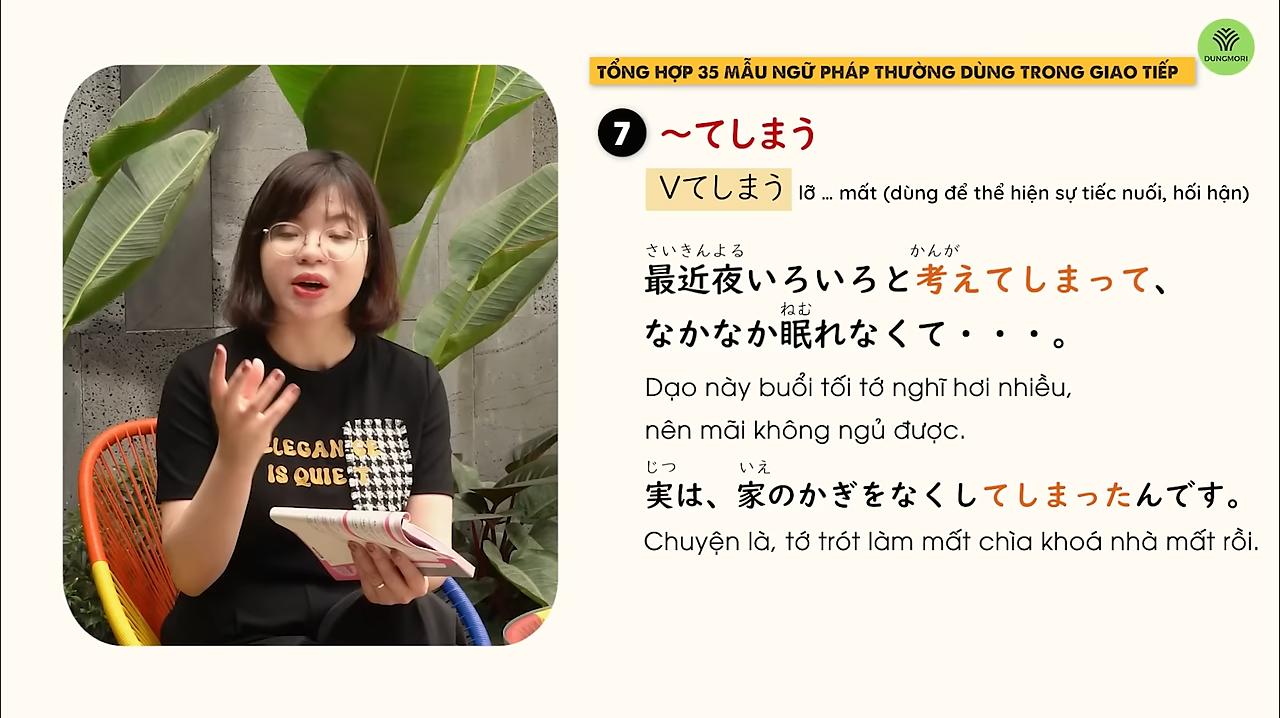 DUNGMORI
TỔNG HỢP 35 MẪU NGỮ PHÁP THƯỜNG DÙNG TRONG GIAO TIẾP
7 ～てしまう
Vてしまう lỡ ... mất (dùng để thể hiện sự tiếc nuối, hối hận)
さいきんよる かんが
最近夜いろいろと考えてしまって、
ねむ
なかなか眠れなくて・・・。
Dạo này buổi tối tớ nghĩ hơi nhiều,
nên mãi không ngủ được.
じつ いえ
実は、家のかぎをなくしてしまったんです。
Chuyện là, tớ trót làm mất chìa khoá nhà mất rồi.
ELEGAN CE
IS QUIE T